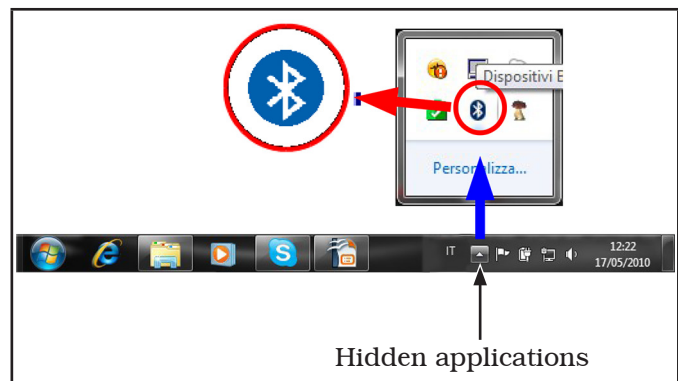 Dispositivi B
Personalizza...
IT
12:22
17/05/2010
Hidden applications